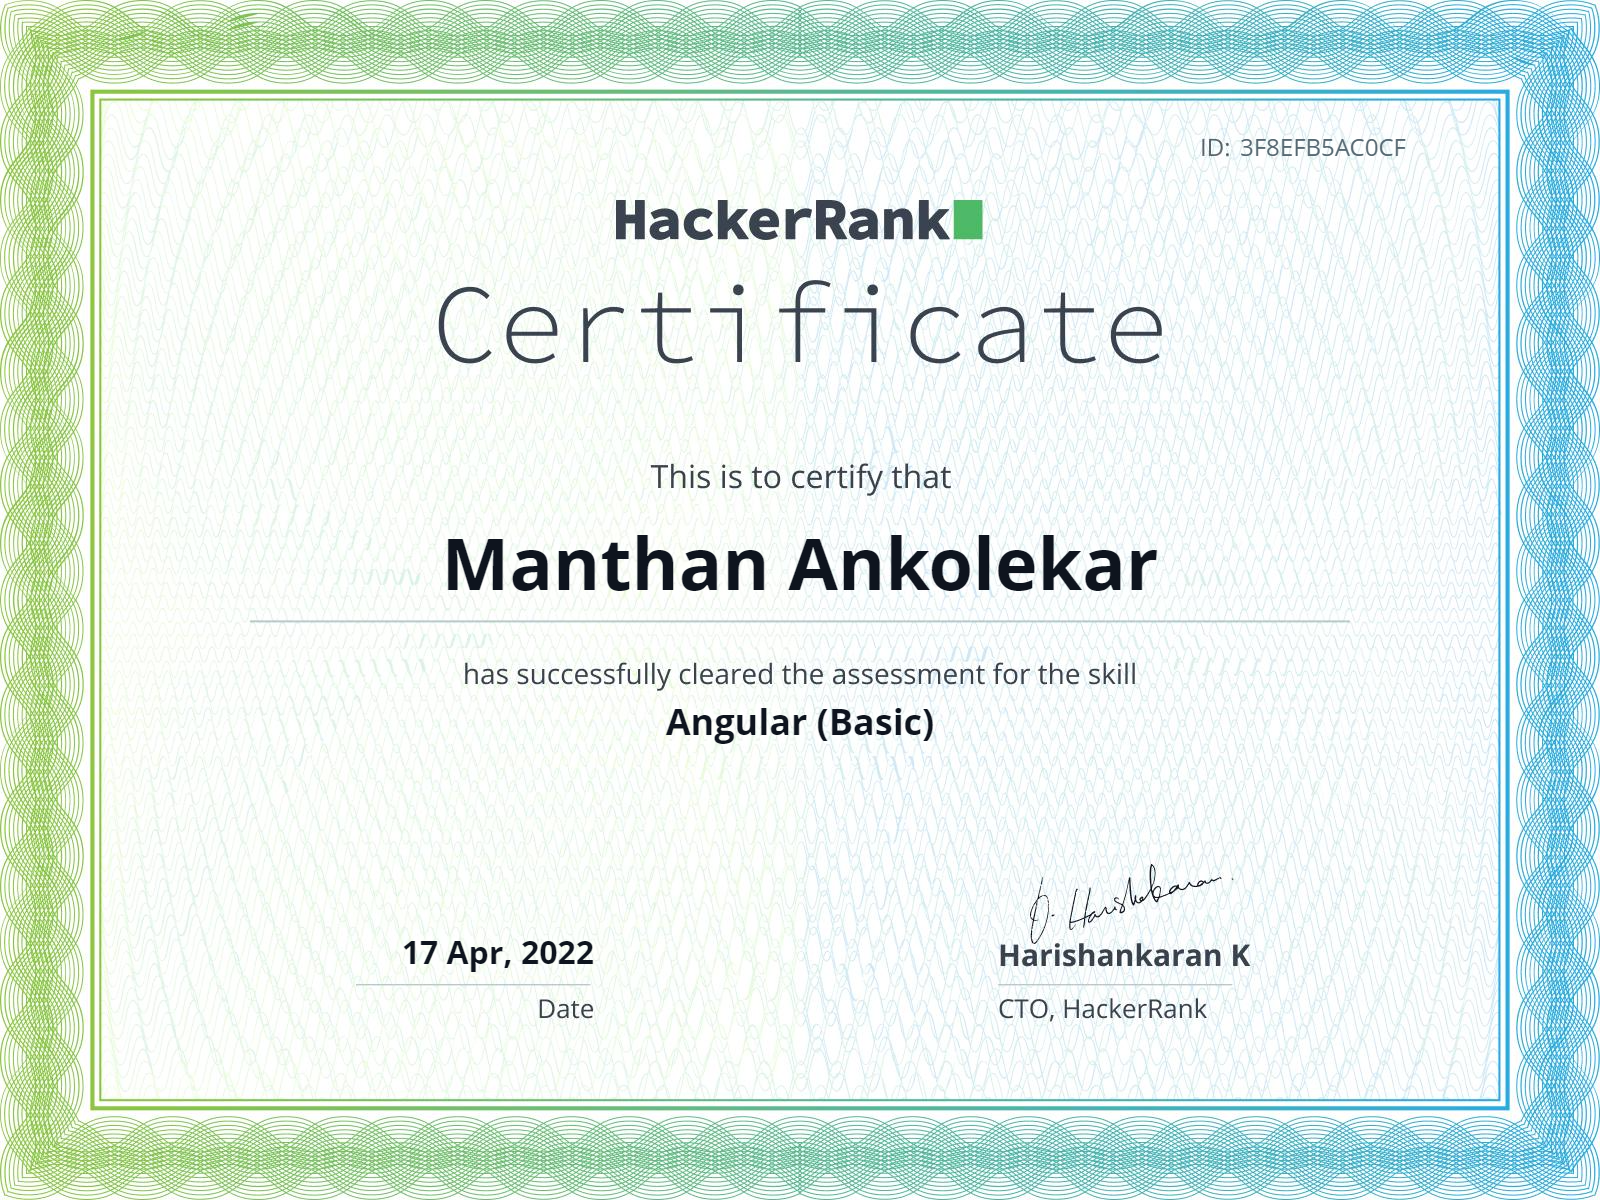 ID: 3F8EFB5AC0CF
HackerRank
Certificate
This is to certify that
Manthan Ankolekar
has successfully cleared the assessment for the skill
Angular (Basic)
17 Apr, 2022
Date
Harishankaran K
CTO, HackerRank